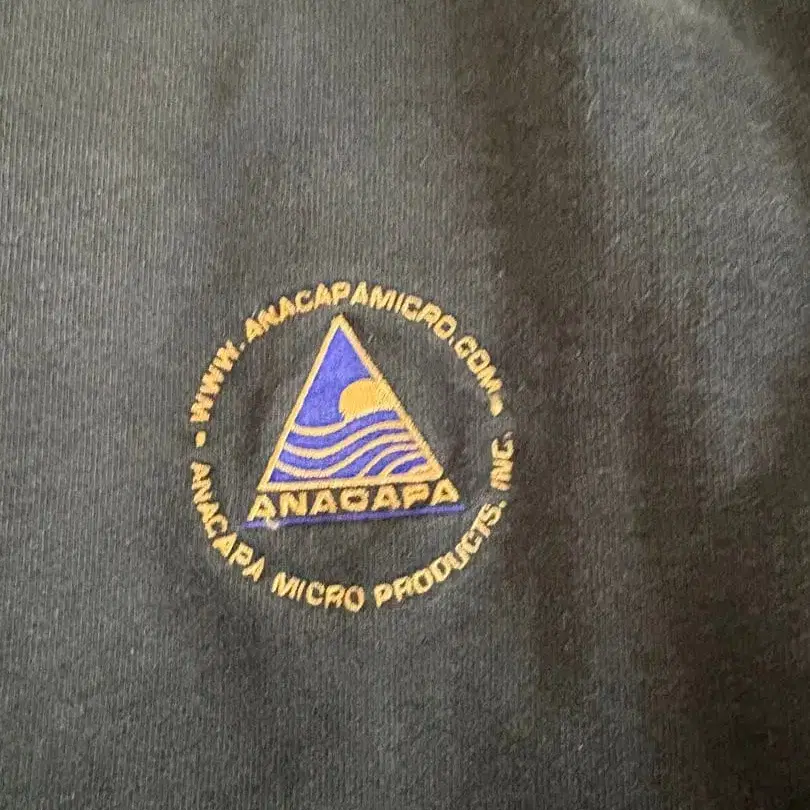 - WWW.ANACAPAMICRO.COM -
ANACAPA
ANACAPA MICRO PRODUCTS, INC.